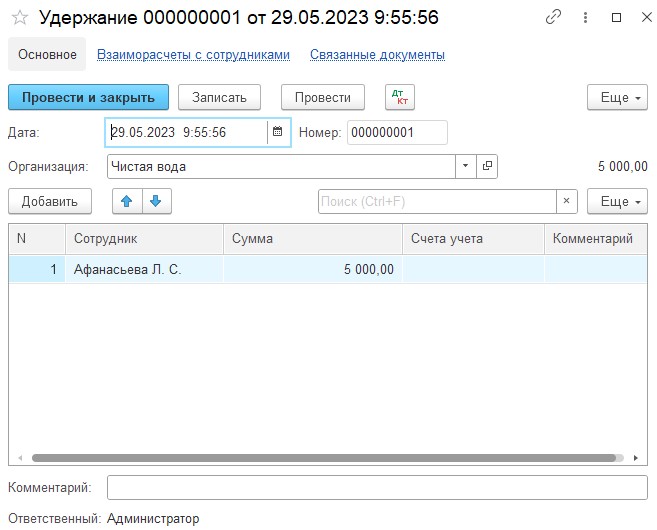 Удержание 000000001 от 29.05.2023 9:55:56
Основное Взаиморасчеты с сотрудниками Связанные документы
Провести и закрыть Записать Провести Дт Кт Еще
Дата: 29.05.2023 9:55:56 Номер: 000000001
Организация: Чистая вода 5 000,00
Добавить Поиск (Ctrl+F) × Еще
N Сотрудник Сумма Счета учета Комментарий
1 Афанасьева Л. С. 5 000,00
Комментарий:
Ответственный: Администратор